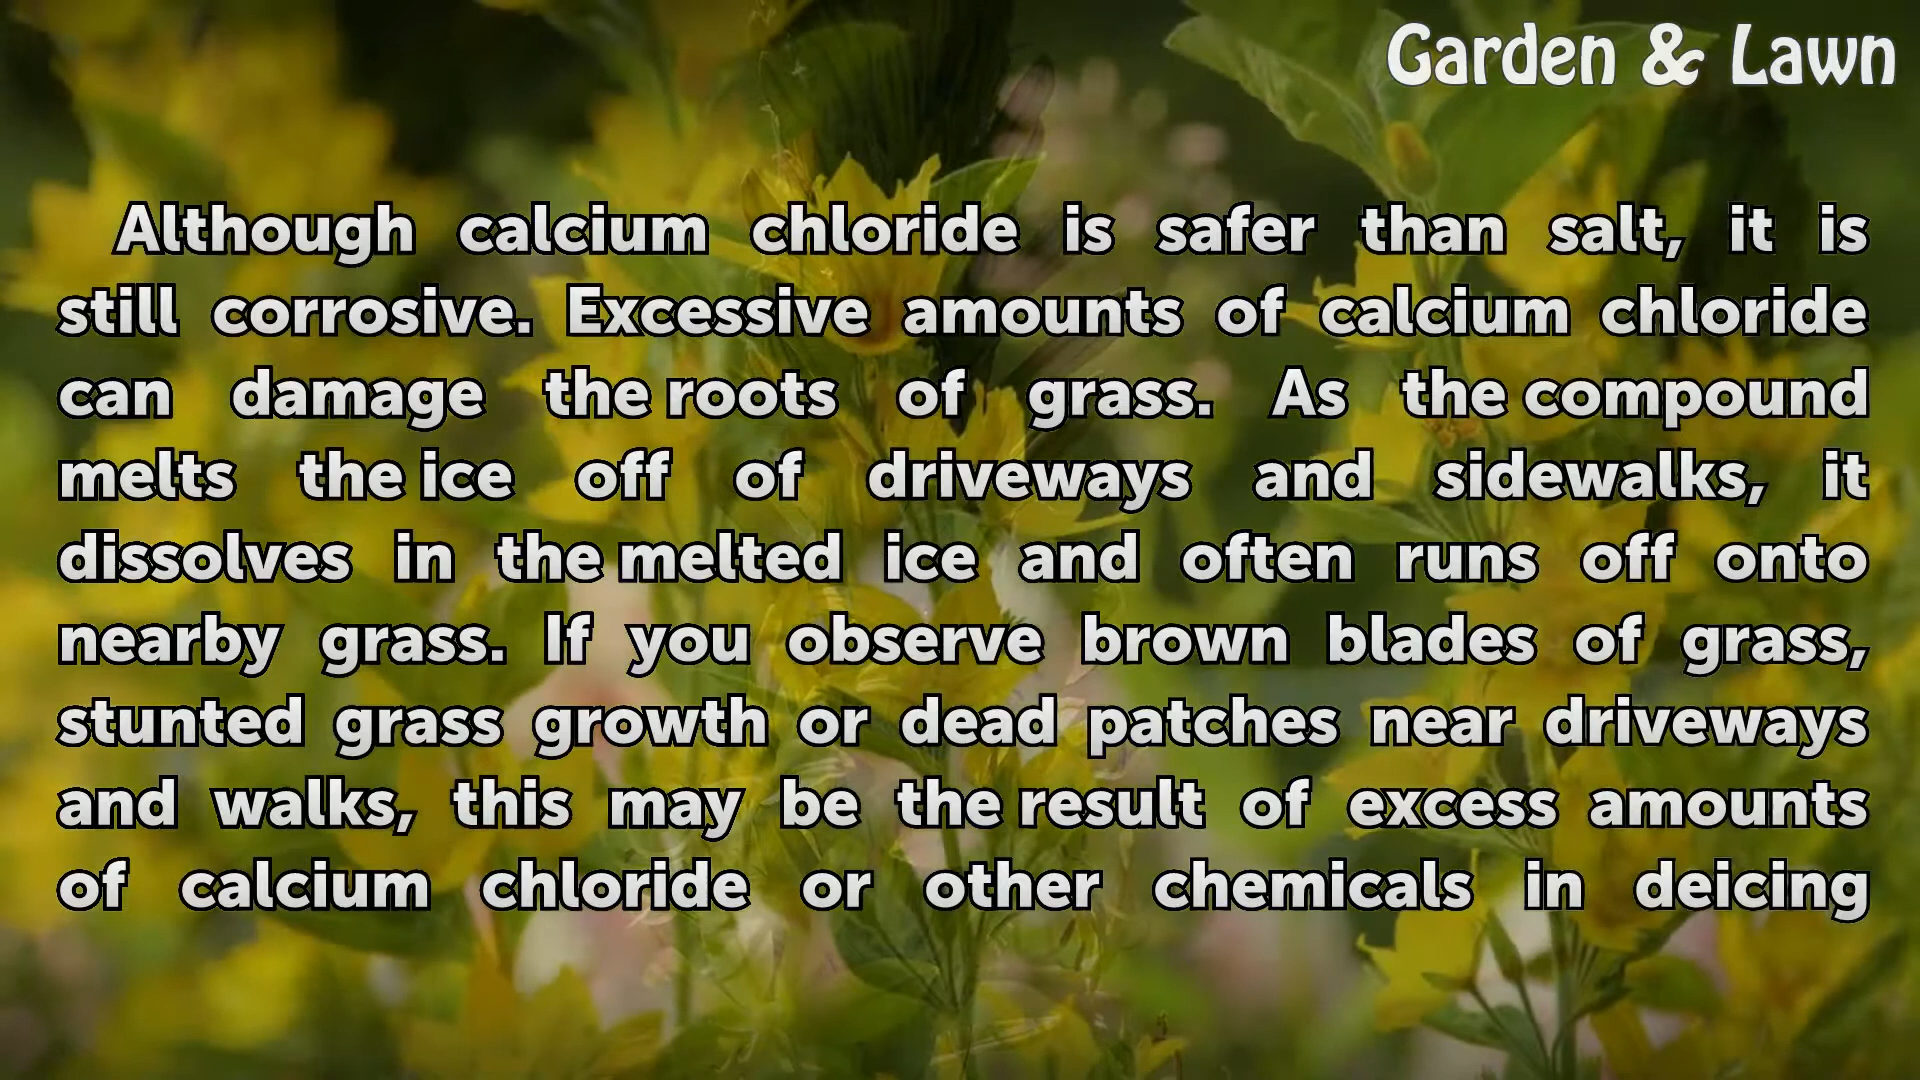 Garden & Lawn
Although calcium chloride is safer than salt, it is
still corrosive. Excessive amounts of calcium chloride
can damage the roots of grass. As the compound
melts the ice off of driveways and sidewalks, it
dissolves in the melted ice and often runs off onto
nearby grass. If you observe brown blades of grass,
stunted grass growth or dead patches near driveways
and walks, this may be the result of excess amounts
of calcium chloride or other chemicals in deicing